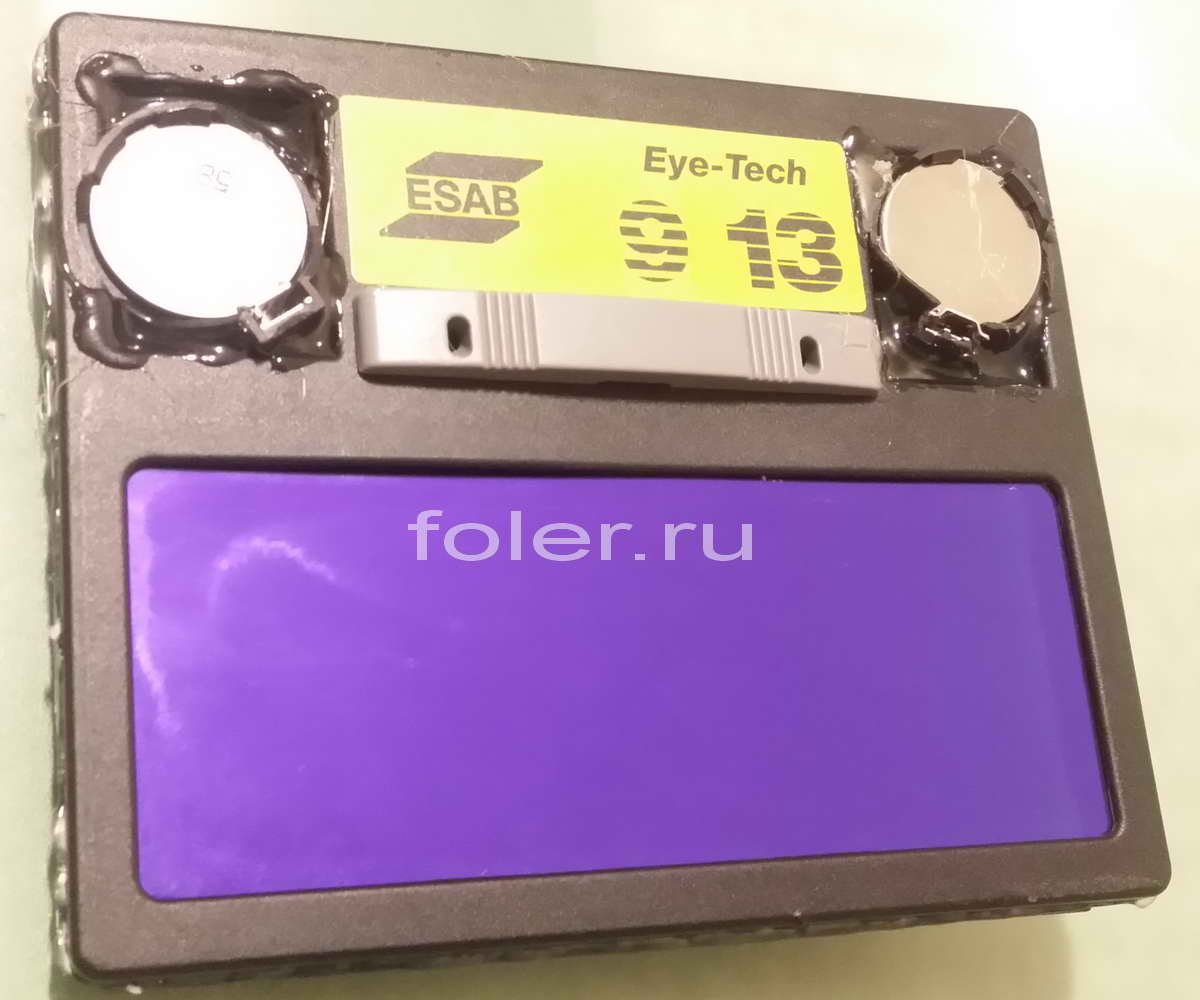 ESAB
Eye-Tech
9 13
foler.ru